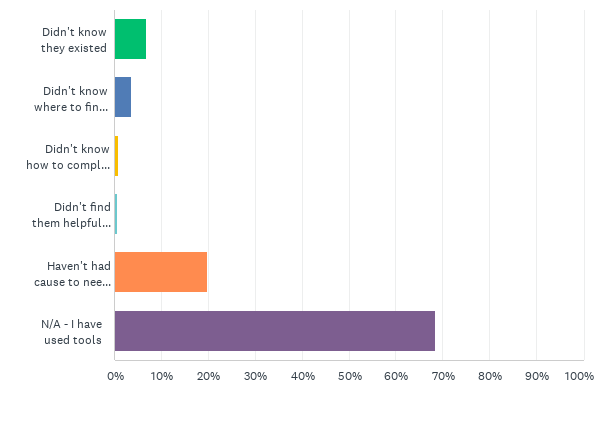 Didn't know
they existed
Didn't know
where to fin...
Didn't know
how to compl...
Didn't find
them helpful...
Haven't had
cause to nee...
N/A - I have
used tools
0% 10% 20% 30% 40% 50% 60% 70% 80% 90% 100%